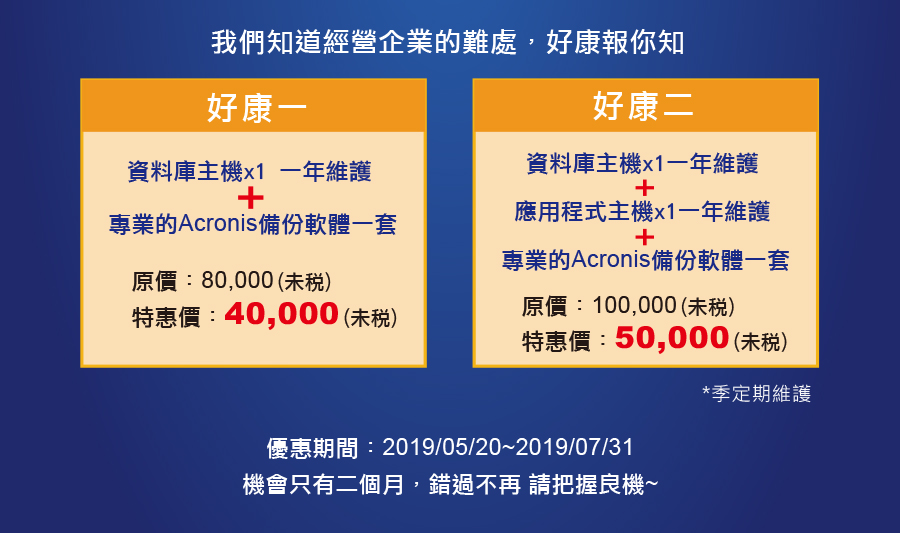 我們知道經營企業的難處，好康報你知
好康一
資料庫主機x1 一年維護
+
專業的Acronis備份軟體一套
原價：80,000(未稅)
特惠價：40,000(未稅)
好康二
資料庫主機x1一年維護
+
應用程式主機x1一年維護
+
專業的Acronis備份軟體一套
原價：100,000(未稅)
特惠價：50,000(未稅)
*季定期維護
優惠期間：2019/05/20~2019/07/31
機會只有二個月，錯過不再 請把握良機~